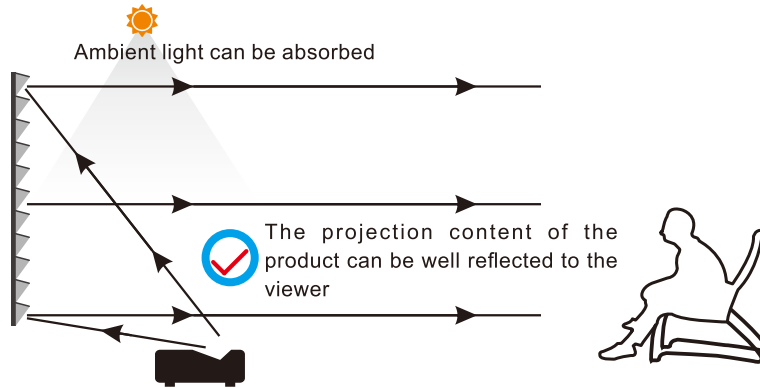 Ambient light can be absorbed
The projection content of the
product can be well reflected to the
viewer